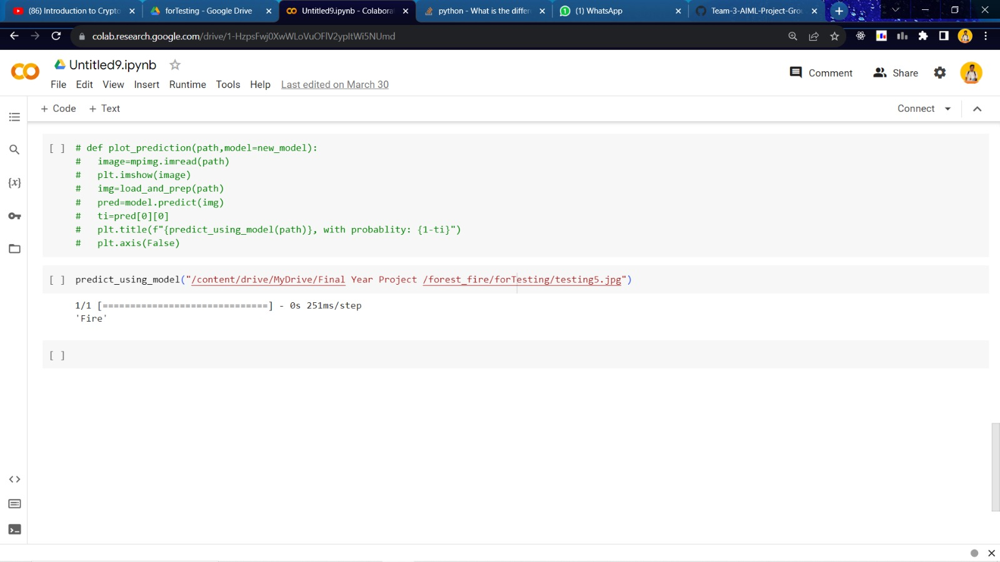 (86) Introduction to Crypto
forTesting - Google Drive
Untitled9.ipynb - Colabora
python - What is the differ
(1) WhatsApp
Team-3-AIML-Project-Grou
colab.research.google.com/drive/1-HzpsFwj0XwWLoVuOFlV2ypItWi5NUmd
Untitled9.ipynb
Comment
Share
File Edit View Insert Runtime Tools Help Last edited on March 30
+ Code + Text
Connect
[ ] # def plot_prediction(path,model=new_model):
#   image=mpimg.imread(path)
#   plt.imshow(image)
#   img=load_and_prep(path)
#   pred=model.predict(img)
#   ti=pred[0][0]
#   plt.title(f"{predict_using_model(path)}, with probablity: {1-ti}")
#   plt.axis(False)
[ ] predict_using_model("/content/drive/MyDrive/Final Year Project /forest_fire/forTesting/testing5.jpg")
1/1 [==============================] - 0s 251ms/step
'Fire'
[ ]